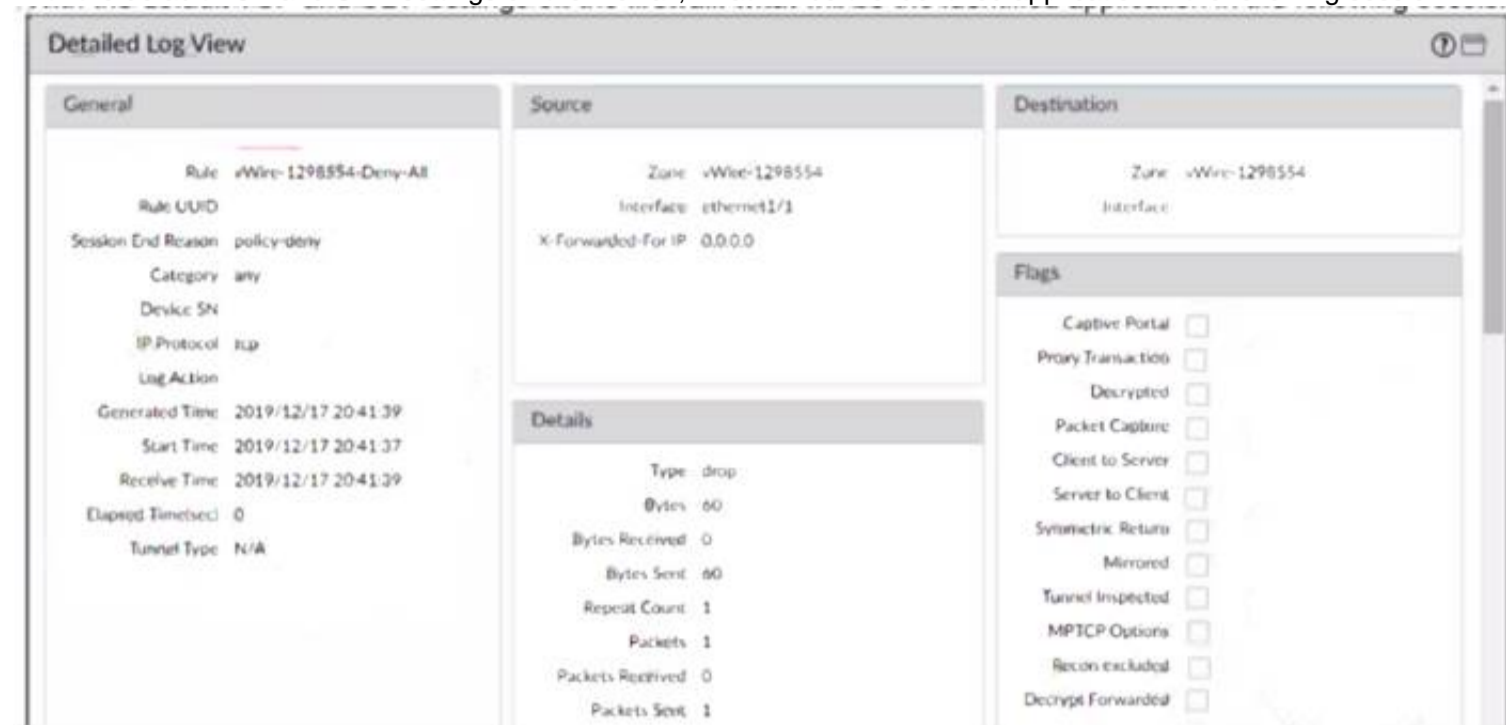 Detailed Log View
General
Rule vWire-1298554-Deny-All
Rule UUID
Session End Reason policy-deny
Category any
Device SN
IP Protocol tcp
Log Action
Generated Time 2019/12/17 20:41:39
Start Time 2019/12/17 20:41:37
Receive Time 2019/12/17 20:41:39
Elapsed Time(sec) 0
Tunnel Type N/A
Source
Zone vWire-1298554
Interface ethernet1/1
X-Forwarded-For IP 0.0.0.0
Details
Type drop
Bytes 60
Bytes Received 0
Bytes Sent 60
Repeat Count 1
Packets 1
Packets Received 0
Packets Sent 1
Destination
Zone vWire-1298554
Interface
Flags
Captive Portal
Proxy Transaction
Decrypted
Packet Capture
Client to Server
Server to Client
Symmetric Return
Mirrored
Tunnel Inspected
MPTCP Options
Recon excluded
Decrypt Forwarded